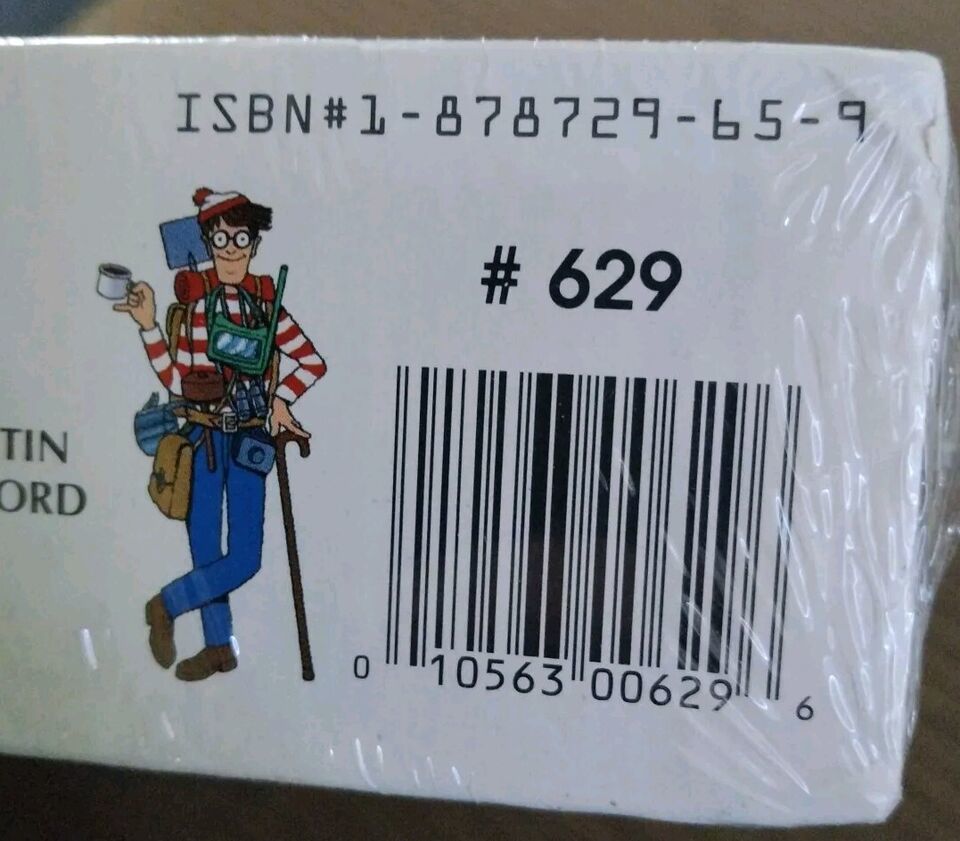 ISBN#1-878729-65-9
# 629
TIN
ORD
0 10563 00629 6